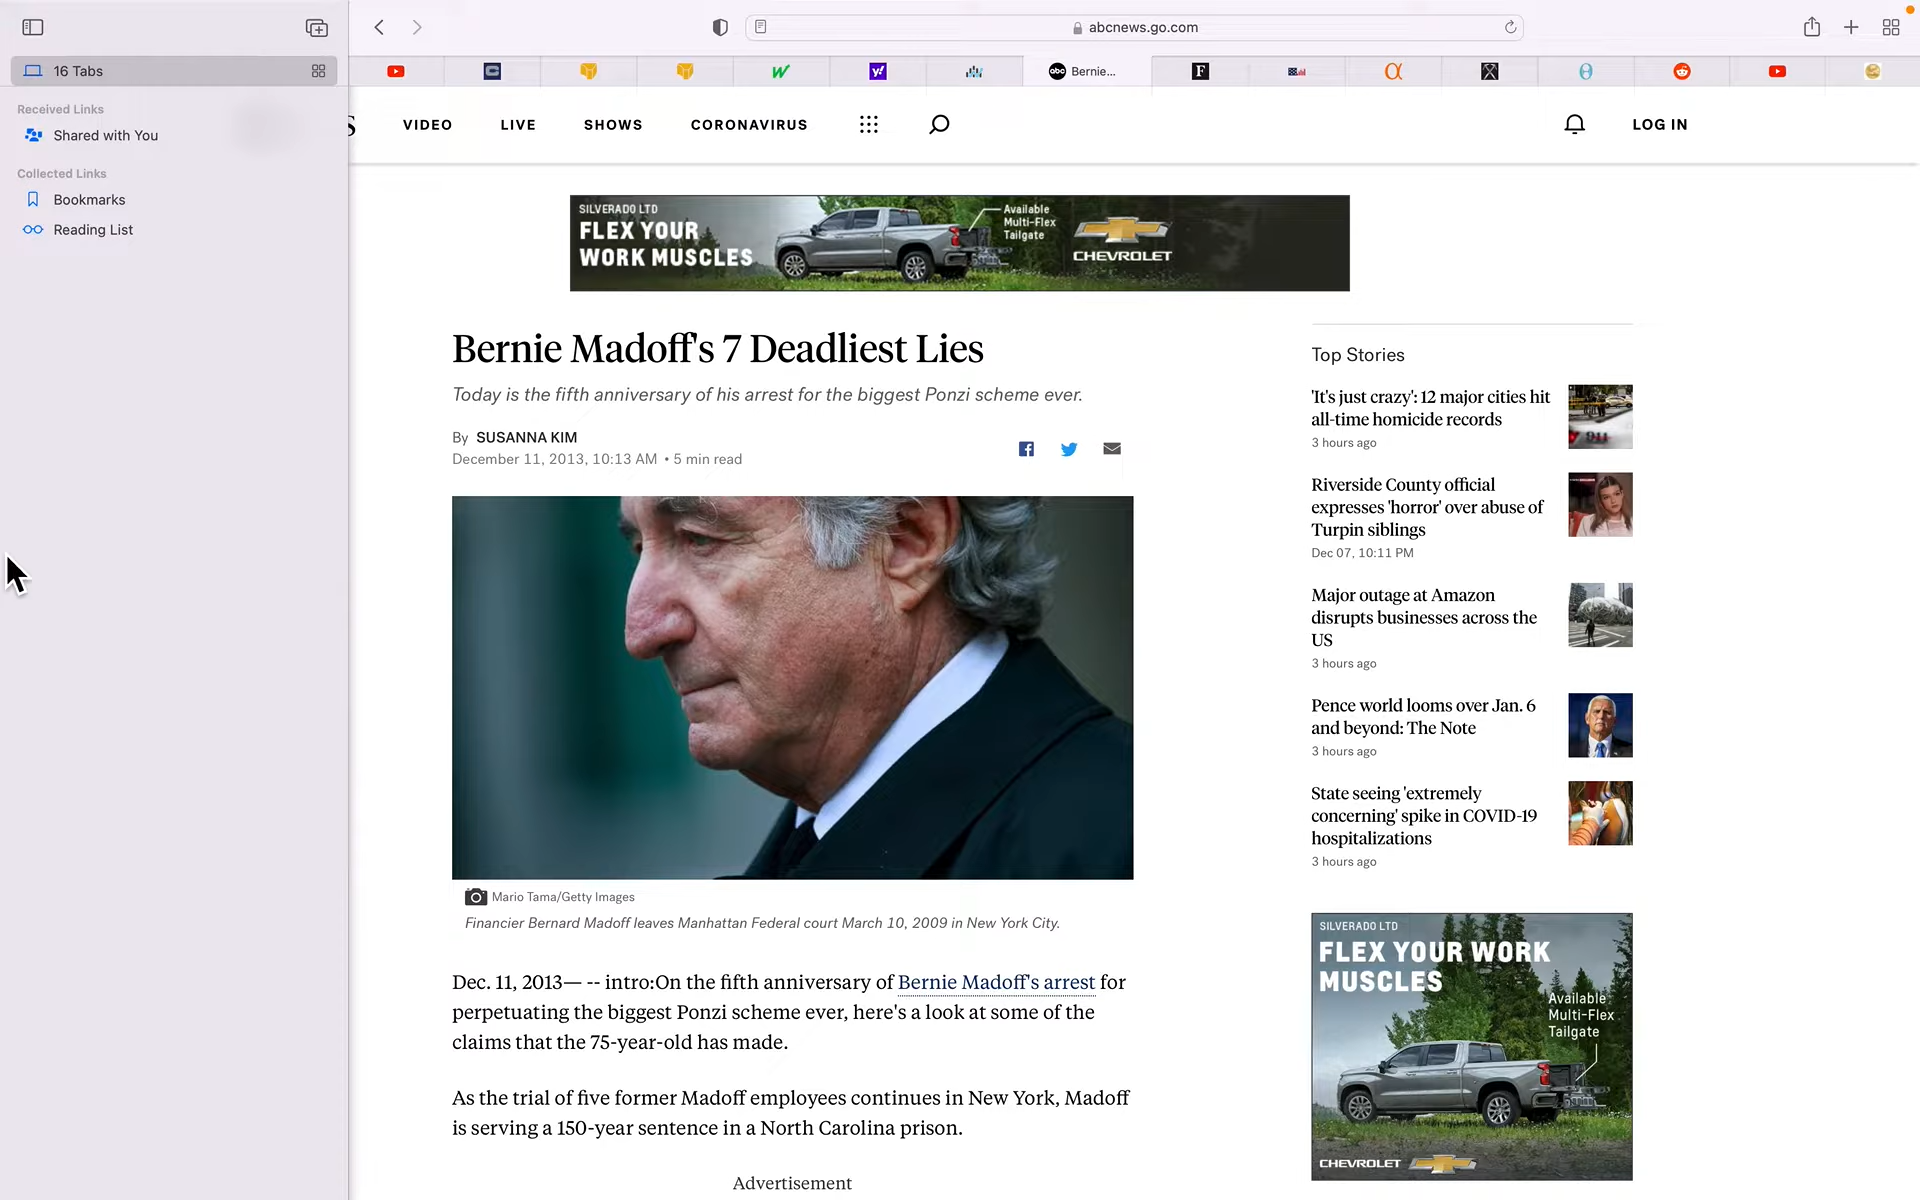 abcnews.go.com
16 Tabs
Bernie...
Received Links
Shared with You
Collected Links
Bookmarks
Reading List
S VIDEO LIVE SHOWS CORONAVIRUS LOG IN
SILVERADO LTD
FLEX YOUR
WORK MUSCLES
Available
Multi-Flex
Tailgate
CHEVROLET
Bernie Madoff's 7 Deadliest Lies
Today is the fifth anniversary of his arrest for the biggest Ponzi scheme ever.
By SUSANNA KIM
December 11, 2013, 10:13 AM • 5 min read
Mario Tama/Getty Images
Financier Bernard Madoff leaves Manhattan Federal court March 10, 2009 in New York City.
Dec. 11, 2013— -- intro:On the fifth anniversary of Bernie Madoff's arrest for
perpetuating the biggest Ponzi scheme ever, here's a look at some of the
claims that the 75-year-old has made.
As the trial of five former Madoff employees continues in New York, Madoff
is serving a 150-year sentence in a North Carolina prison.
Advertisement
Top Stories
'It's just crazy': 12 major cities hit
all-time homicide records
3 hours ago
911
Riverside County official
expresses 'horror' over abuse of
Turpin siblings
Dec 07, 10:11 PM
Major outage at Amazon
disrupts businesses across the
US
3 hours ago
Pence world looms over Jan. 6
and beyond: The Note
3 hours ago
State seeing 'extremely
concerning' spike in COVID-19
hospitalizations
3 hours ago
SILVERADO LTD
FLEX YOUR WORK
MUSCLES
Available
Multi-Flex
Tailgate
CHEVROLET